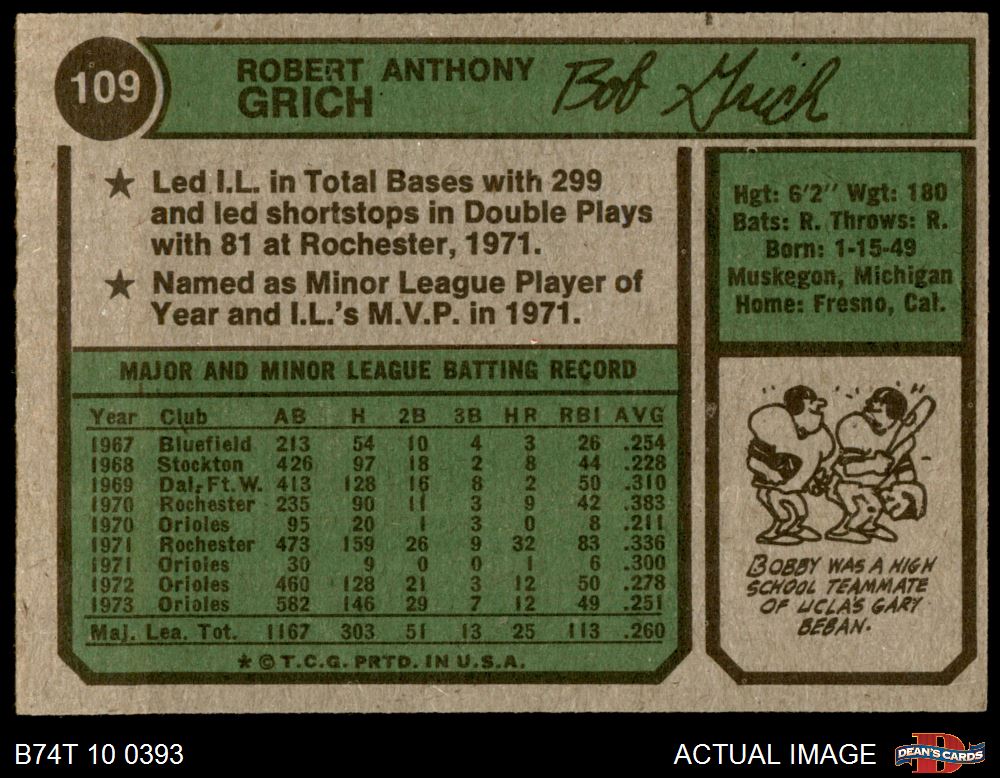 109
ROBERT ANTHONY
GRICH
Bob Grich
★ Led I.L. in Total Bases with 299
and led shortstops in Double Plays
with 81 at Rochester, 1971.
★ Named as Minor League Player of
Year and I.L.'s M.V.P. in 1971.
Hgt: 6'2'' Wgt: 180
Bats: R. Throws: R.
Born: 1-15-49
Muskegon, Michigan
Home: Fresno, Cal.
MAJOR AND MINOR LEAGUE BATTING RECORD
Year Club AB H 2B 3B HR RBI AVG
1967 Bluefield 213 54 10 4 3 26 .254
1968 Stockton 426 97 18 2 8 44 .228
1969 Dal, Ft. W. 413 128 16 8 2 50 .310
1970 Rochester 235 90 11 3 9 42 .383
1970 Orioles 95 20 1 3 0 8 .211
1971 Rochester 473 159 26 9 32 83 .336
1971 Orioles 30 9 0 0 1 6 .300
1972 Orioles 460 128 21 3 12 50 .278
1973 Orioles 582 146 29 7 12 49 .251
Maj. Lea. Tot. 1167 303 51 13 25 113 .260
★ © T.C.G. PRTD. IN U.S.A.
BOBBY WAS A HIGH
SCHOOL TEAMMATE
OF UCLA'S GARY
BEBAN.
B74T 10 0393
ACTUAL IMAGE
DEAN'S CARDS